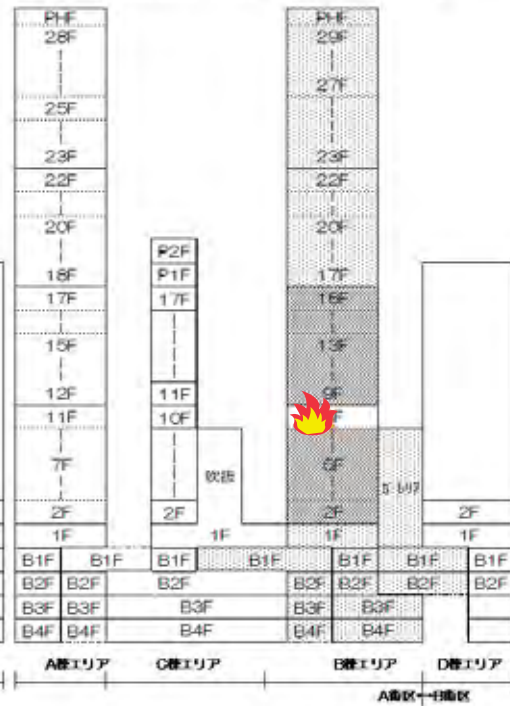 PHF
28F
25F
23F
22F
20F
18F
17F
15F
12F
11F
7F
2F
1F
B1F
B1F
B2F
B2F
B3F
B3F
B4F
B4F
P2F
P1F
17F
11F
10F
吹抜
2F
1F
B1F
B1F
B2F
B3F
B4F
PHF
29F
27F
23F
22F
20F
17F
16F
13F
9F
F
2F
1F
B1F
B1F
B2F
B2F
B2F
B3F
B3F
B4F
B4F
2F
1F
B1F
B2F
A棟エリア
C棟エリア
B棟エリア
D棟エリア
A街区⟷B街区